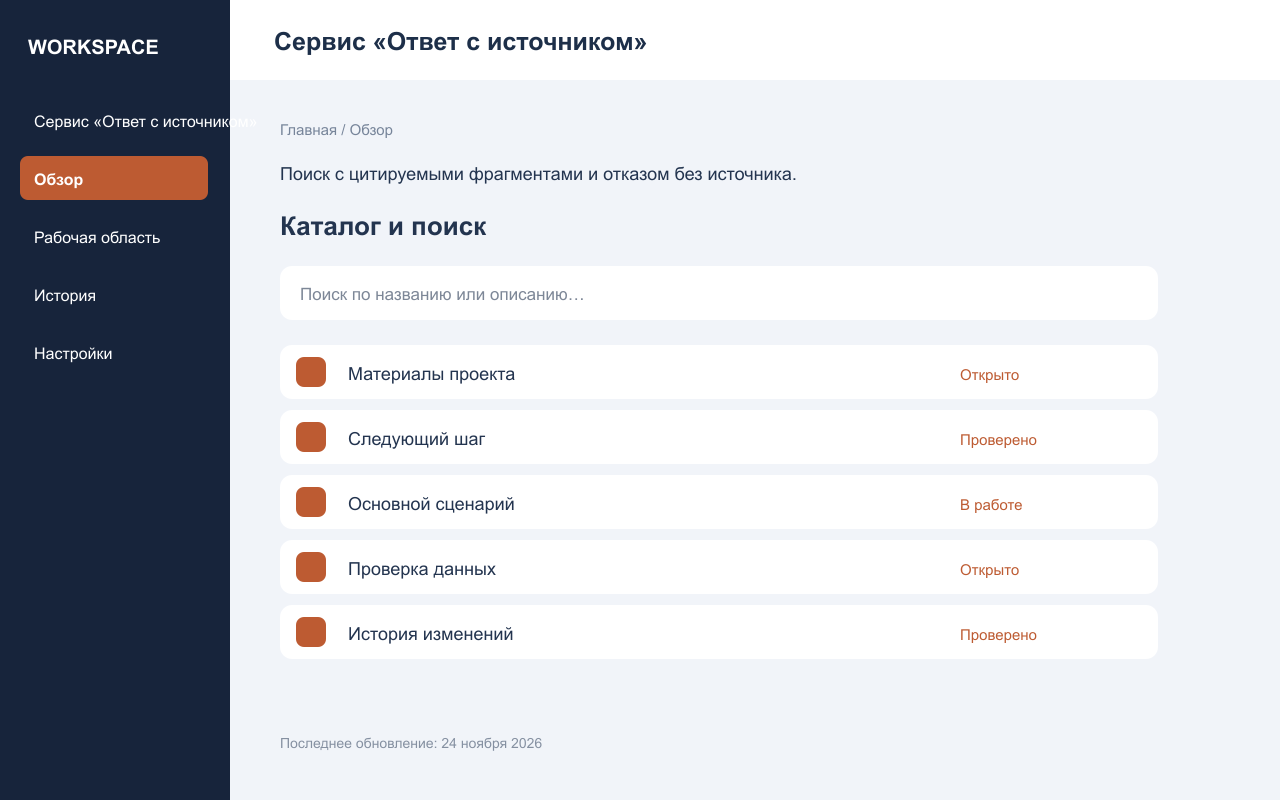 WORKSPACE
Сервис «Ответ с источником»
Обзор
Рабочая область
История
Настройки
Сервис «Ответ с источником»
Главная / Обзор
Поиск с цитируемыми фрагментами и отказом без источника.
Каталог и поиск
Поиск по названию или описанию…
Материалы проекта Открыто
Следующий шаг Проверено
Основной сценарий В работе
Проверка данных Открыто
История изменений Проверено
Последнее обновление: 24 ноября 2026